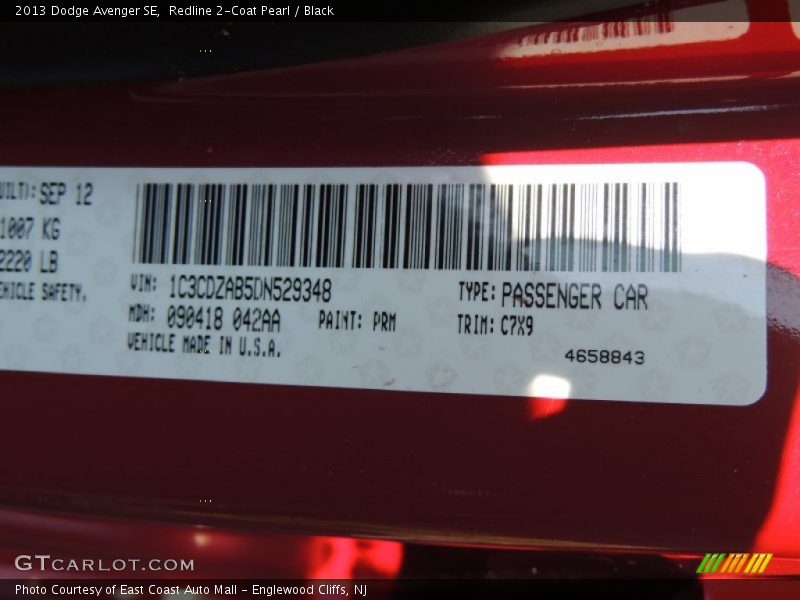 2013 Dodge Avenger SE,  Redline 2-Coat Pearl / Black
SEP 12
1007 KG
2220 LB
SAFETY.
VIN: 1C3CDZAB5DN529348
TYPE: PASSENGER CAR
MDH: 090418 042AA
PAINT: PRM
TRIM: C7X9
VEHICLE MADE IN U.S.A.
4658843
GTCARLOT.COM
Photo Courtesy of East Coast Auto Mall - Englewood Cliffs, NJ